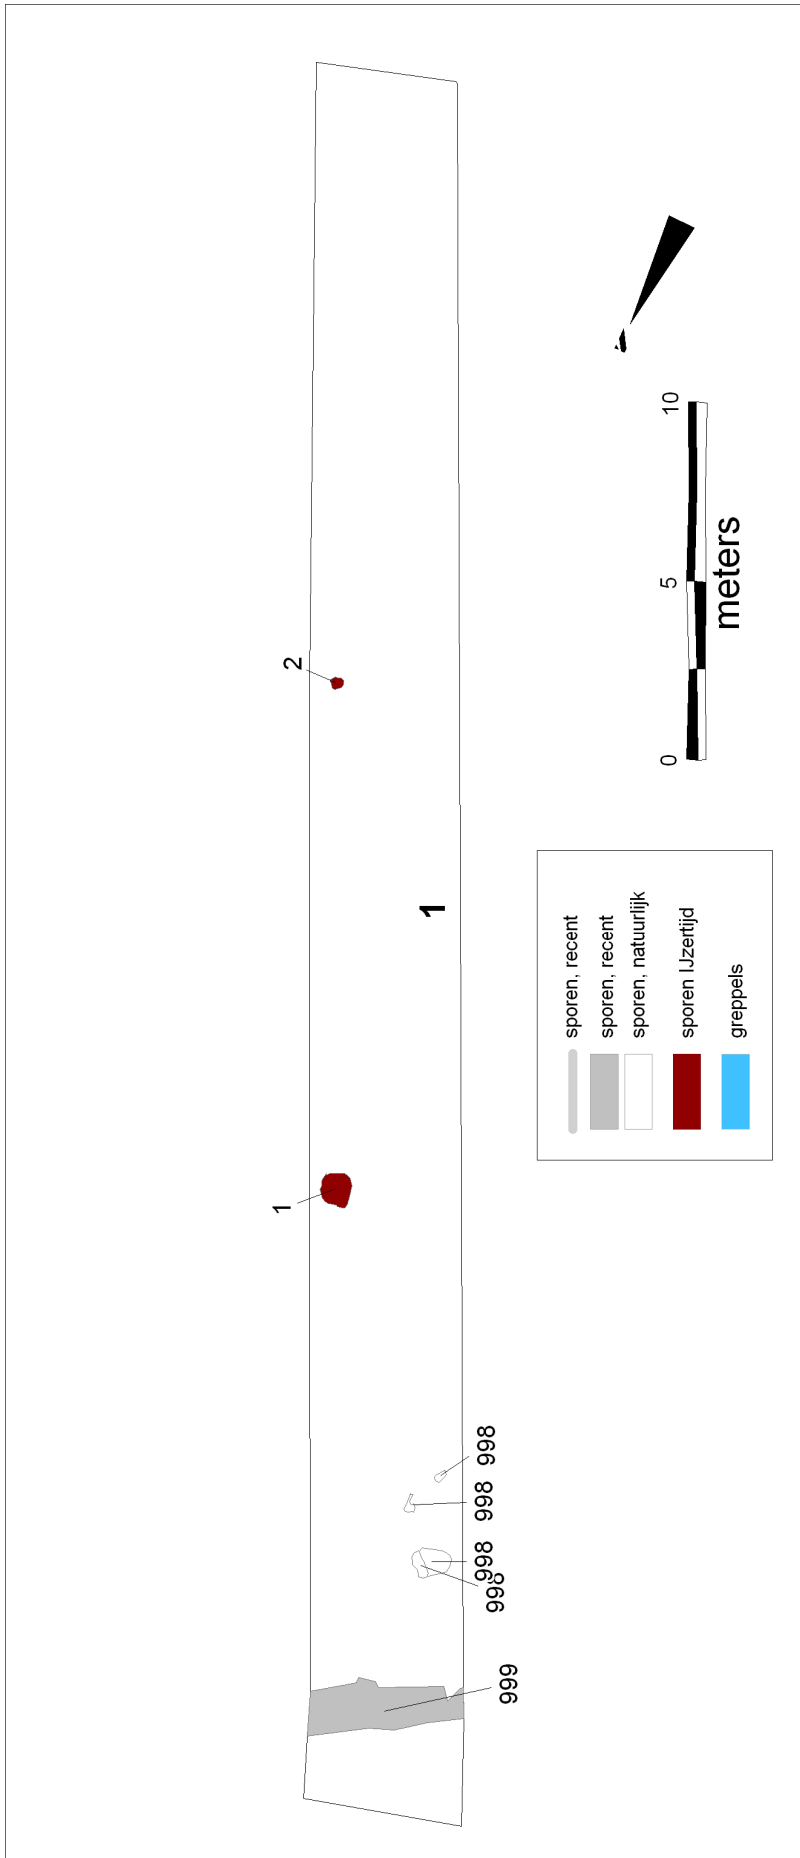 2
1
1
998
998
998
998
999
0
5
10
meters
sporen, recent
sporen, recent
sporen, natuurlijk
sporen IJzertijd
greppels